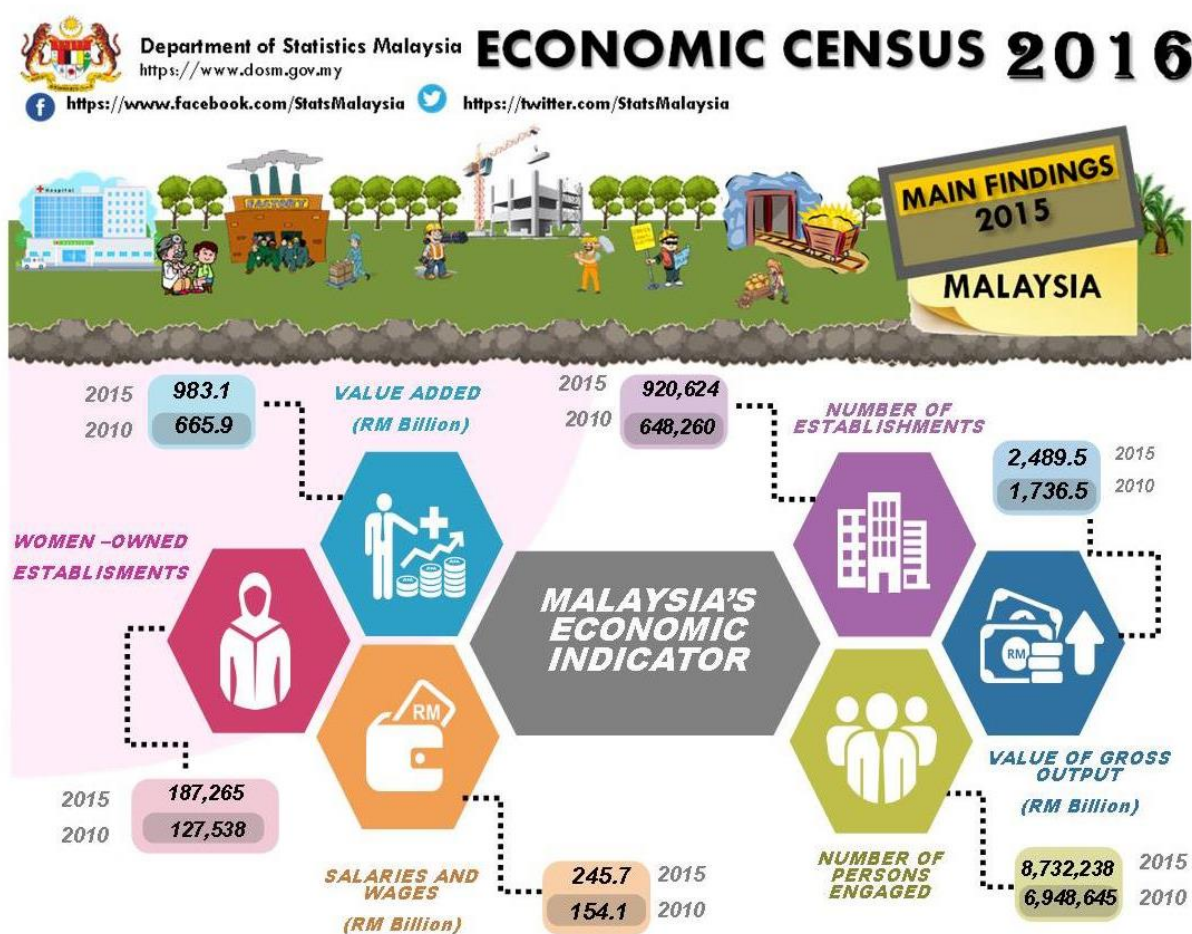 Department of Statistics Malaysia
https://www.dosm.gov.my
https://www.facebook.com/StatsMalaysia
https://twitter.com/StatsMalaysia
ECONOMIC CENSUS 2016
Hospital
FACTORY
MAIN FINDINGS
2015
MALAYSIA
2015 983.1
2010 665.9
VALUE ADDED
(RM Billion)
2015 920,624
2010 648,260
NUMBER OF
ESTABLISHMENTS
2,489.5 2015
1,736.5 2010
WOMEN –OWNED
ESTABLISMENTS
MALAYSIA'S
ECONOMIC
INDICATOR
RM
RM
VALUE OF GROSS
OUTPUT
(RM Billion)
2015 187,265
2010 127,538
SALARIES AND
WAGES
(RM Billion)
245.7 2015
154.1 2010
NUMBER OF
PERSONS
ENGAGED
8,732,238 2015
6,948,645 2010